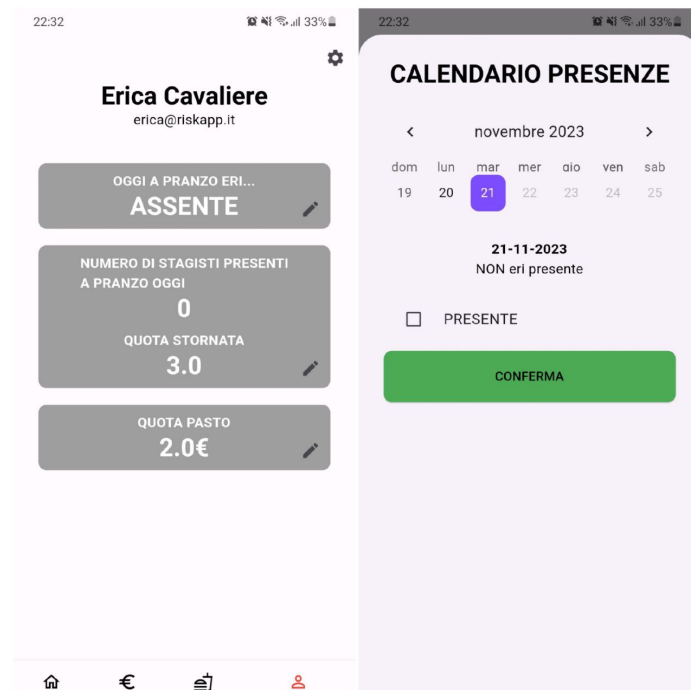 22:32
33%
Erica Cavaliere
erica@riskapp.it
OGGI A PRANZO ERI...
ASSENTE
NUMERO DI STAGISTI PRESENTI
A PRANZO OGGI
0
QUOTA STORNATA
3.0
QUOTA PASTO
2.0€
€
22:32
33%
CALENDARIO PRESENZE
novembre 2023
dom lun mar mer gio ven sab
19 20 21 22 23 24 25
21-11-2023
NON eri presente
PRESENTE
CONFERMA